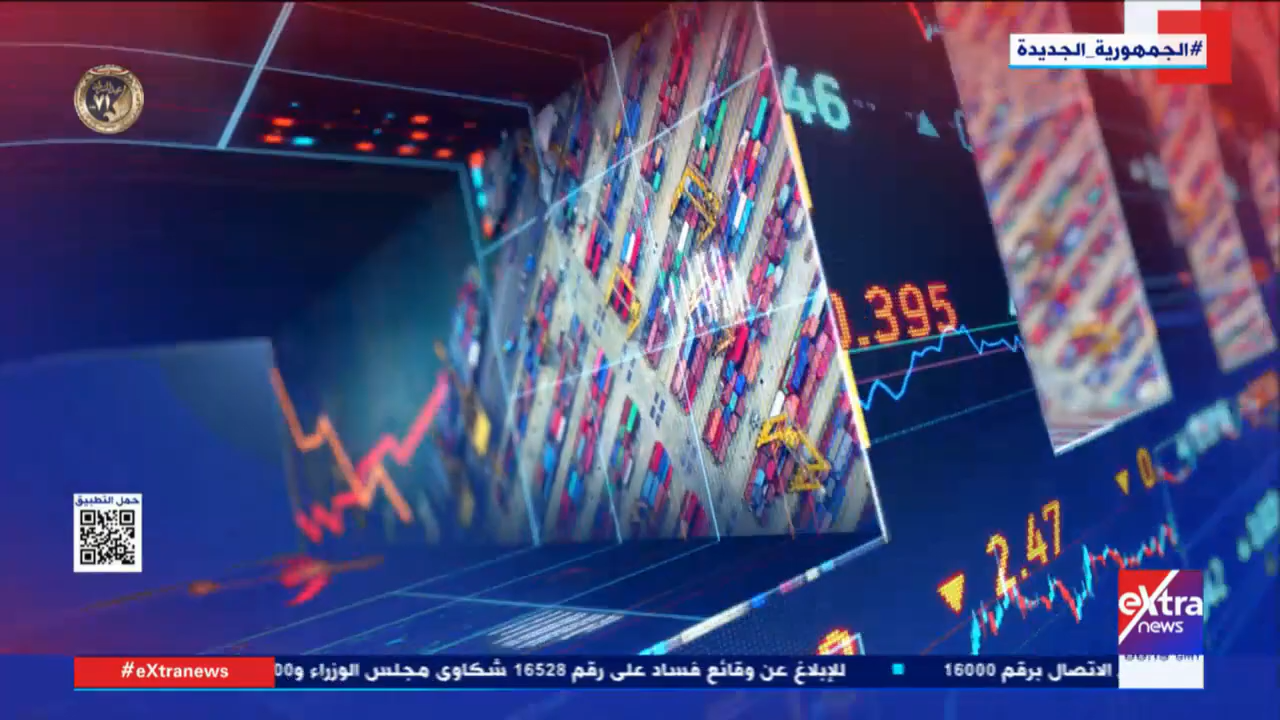 #الجمهورية_الجديدة
46
0.395
حمل التطبيق
2.47
0
eXtra
news
#eXtranews
الاتصال برقم 16000 ■ للإبلاغ عن وقائع فساد على رقم 16528 شكاوى مجلس الوزراء